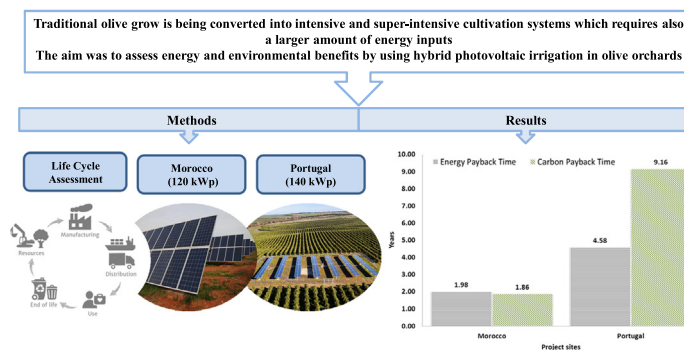 Traditional olive grow is being converted into intensive and super-intensive cultivation systems which requires also
a larger amount of energy inputs
The aim was to assess energy and environmental benefits by using hybrid photovoltaic irrigation in olive orchards
Methods
Results
Life Cycle
Assessment
Morocco
(120 kWp)
Portugal
(140 kWp)
Manufacturing
Resources
Distribution
End of life
Use
Energy Payback Time
Carbon Payback Time
Years
10.00
9.00
8.00
7.00
6.00
5.00
4.00
3.00
2.00
1.00
0.00
1.98
1.86
4.58
9.16
Morocco
Portugal
Project sites